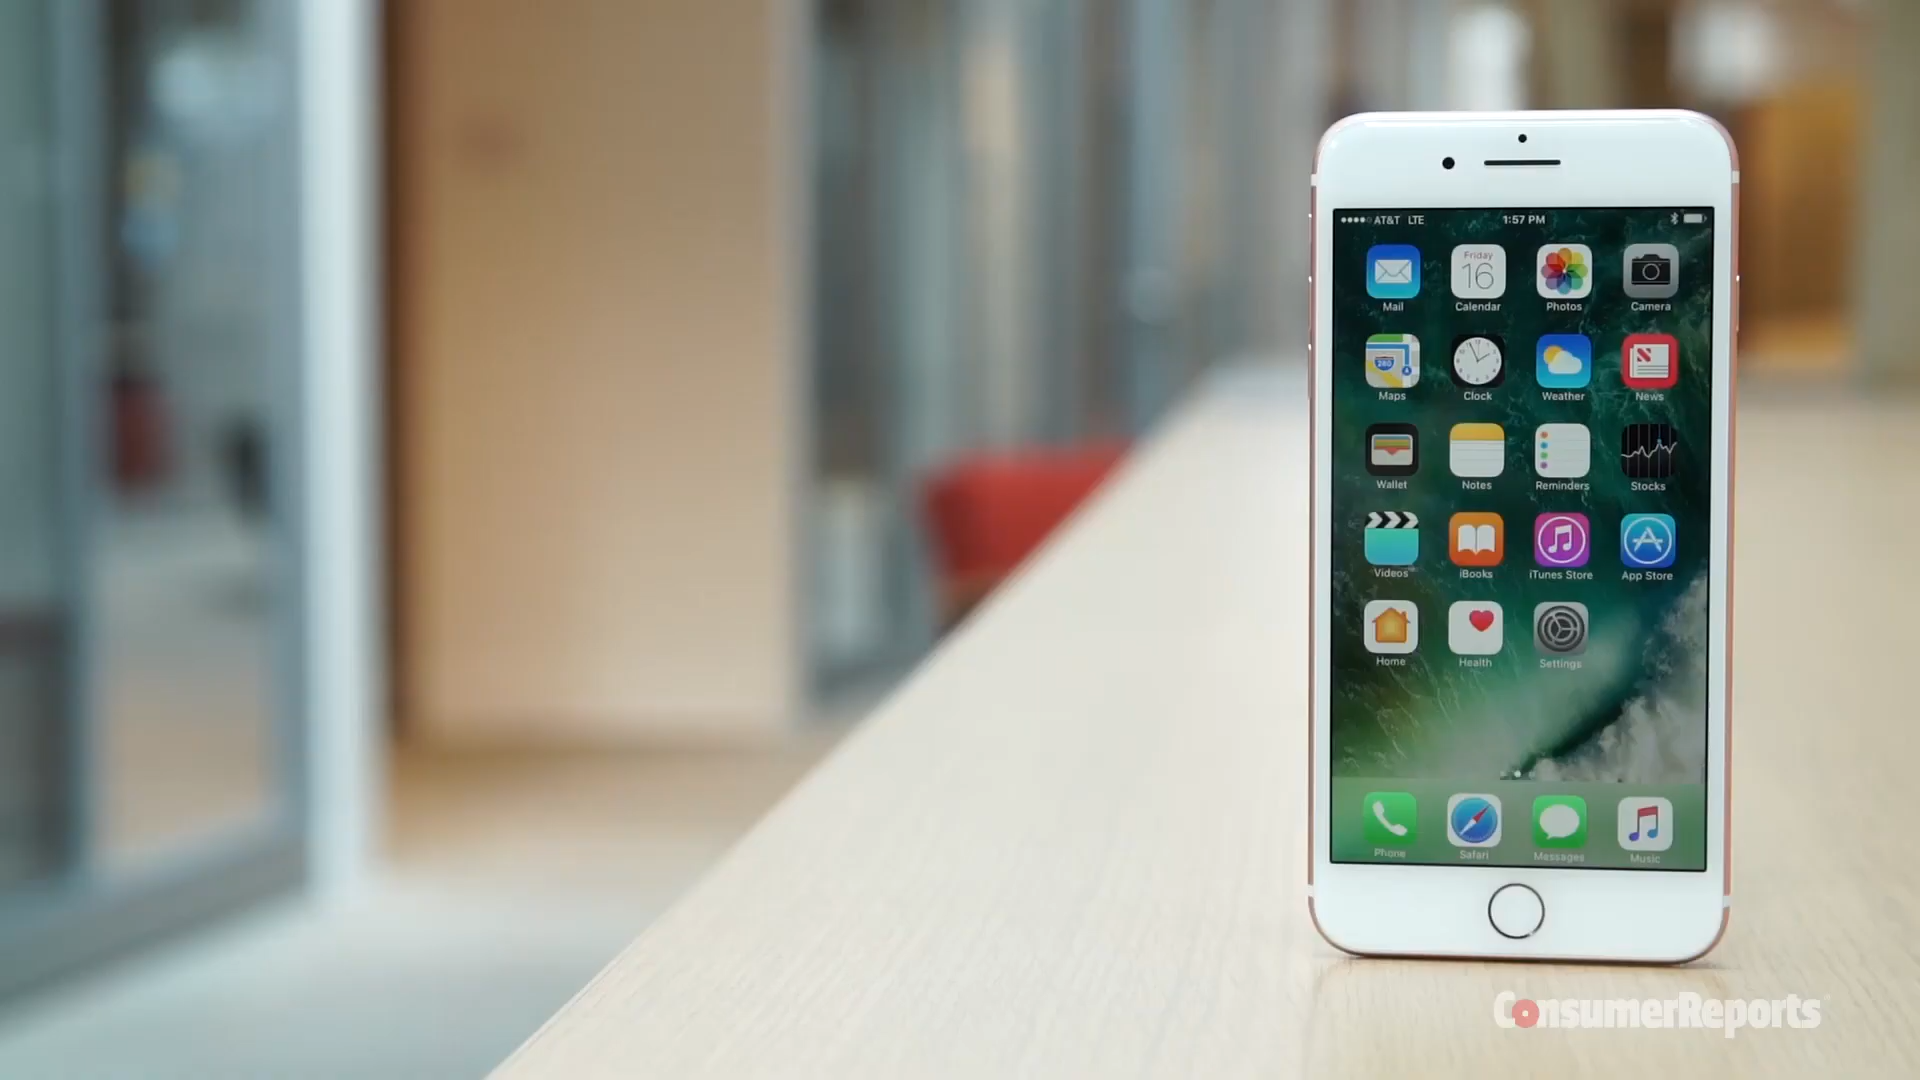 AT&T LTE 1:57 PM
Friday
16
Mail Calendar Photos Camera
280
Maps Clock Weather News
Wallet Notes Reminders Stocks
Videos iBooks iTunes Store App Store
Home Health Settings
Phone Safari Messages Music
ConsumerReports